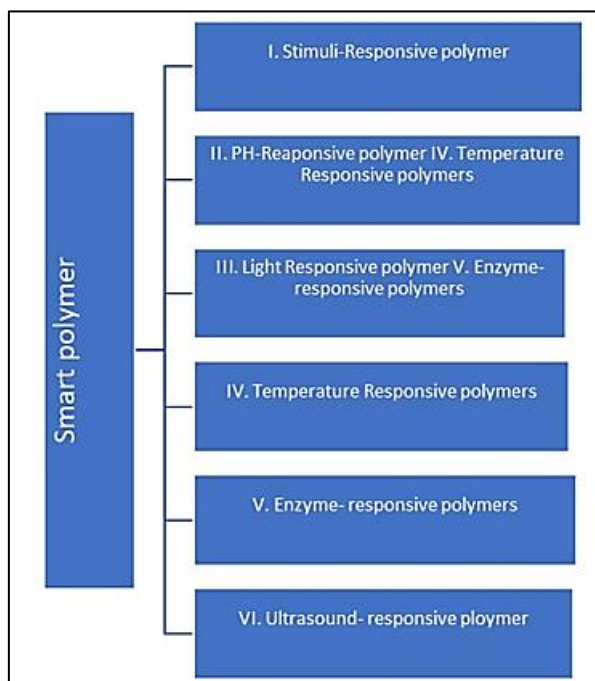 Smart polymer
I. Stimuli-Responsive polymer
II. PH-Reaponsive polymer IV. Temperature
Responsive polymers
III. Light Responsive polymer V. Enzyme-
responsive polymers
IV. Temperature Responsive polymers
V. Enzyme- responsive polymers
VI. Ultrasound- responsive ploymer